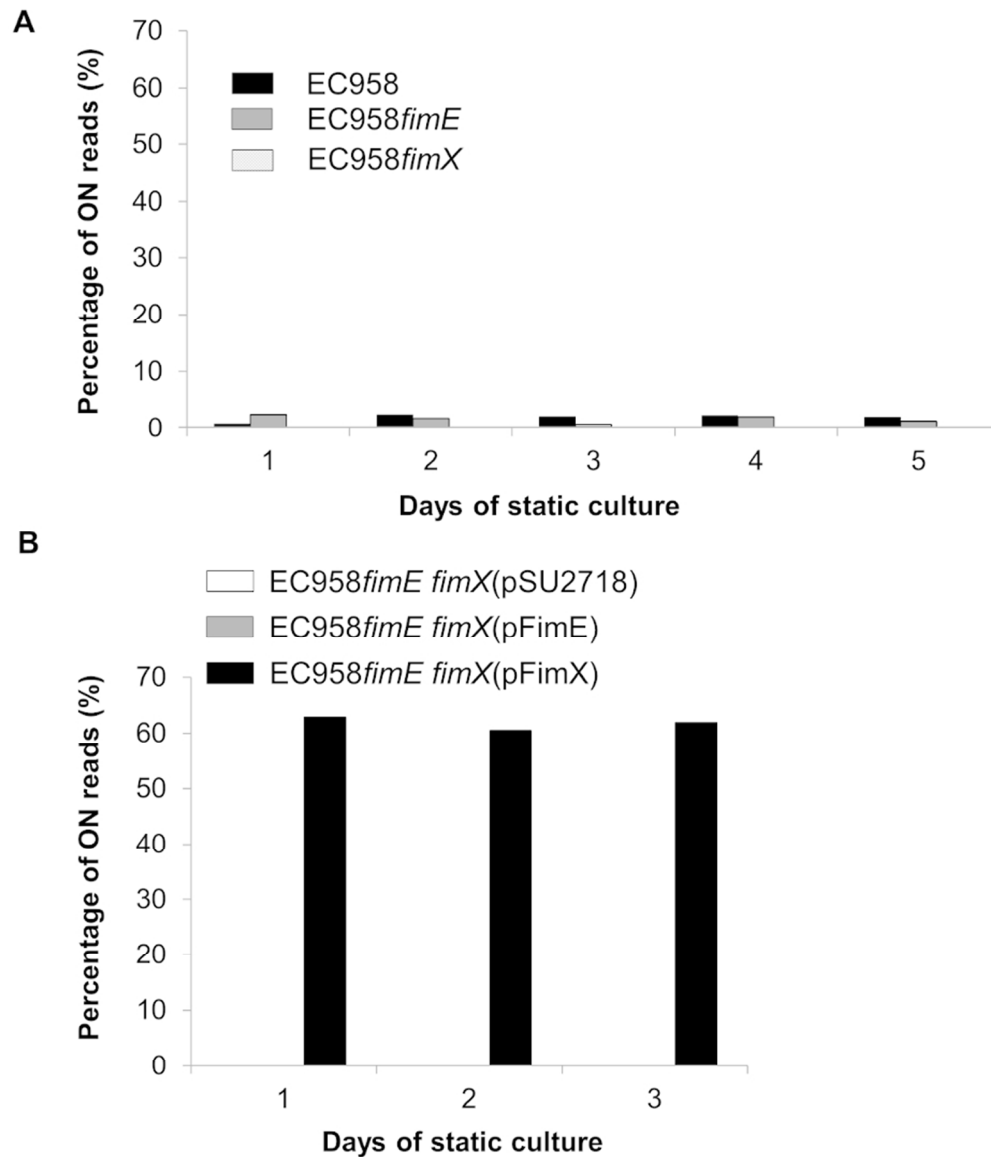 A
Percentage of ON reads (%)
70
60
50
40
30
20
10
0
EC958
EC958fimE
EC958fimX
1 2 3 4 5
Days of static culture
B
EC958fimE fimX(pSU2718)
EC958fimE fimX(pFimE)
EC958fimE fimX(pFimX)
Percentage of ON reads (%)
70
60
50
40
30
20
10
0
1 2 3
Days of static culture